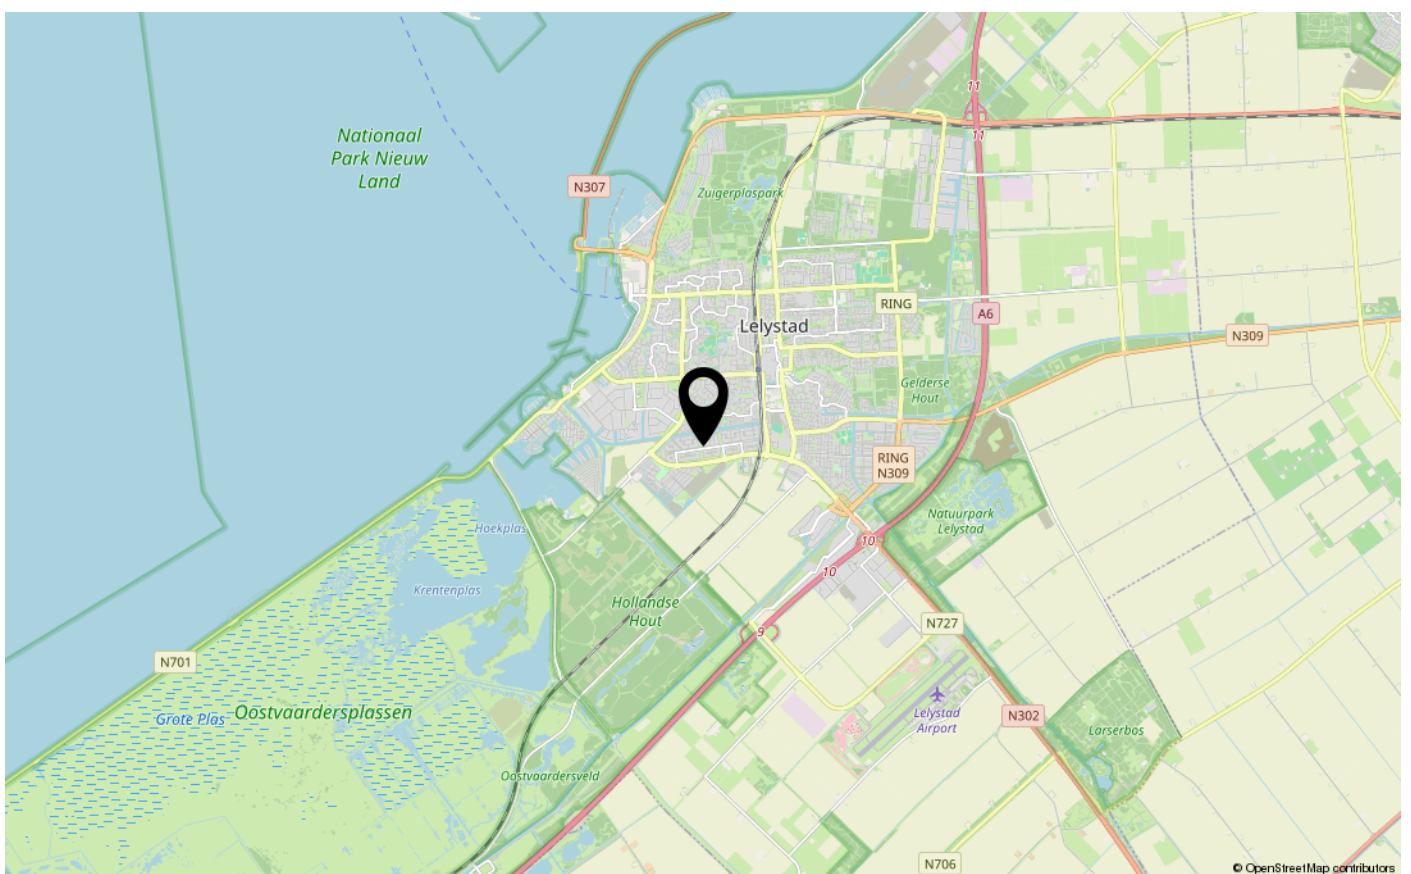 11
11
Nationaal
Park Nieuw
Land
N307
Zuigerplaspark
RING
A6
Lelystad
N309
Gelderse
Hout
RING
N309
Natuurpark
Lelystad
Hoekplas
10
10
Krentenplas
Hollandse
Hout
9
N727
N701
Grote Plas
Oostvaardersplassen
Lelystad
Airport
N302
Larserbos
Oostvaardersveld
N706
© OpenStreetMap contributors